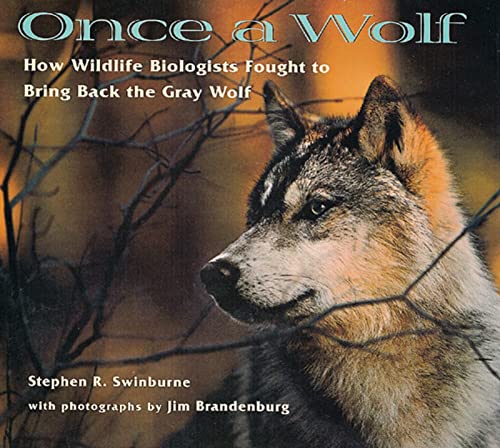 Once a Wolf
How Wildlife Biologists Fought to
Bring Back the Gray Wolf
Stephen R. Swinburne
with photographs by Jim Brandenburg